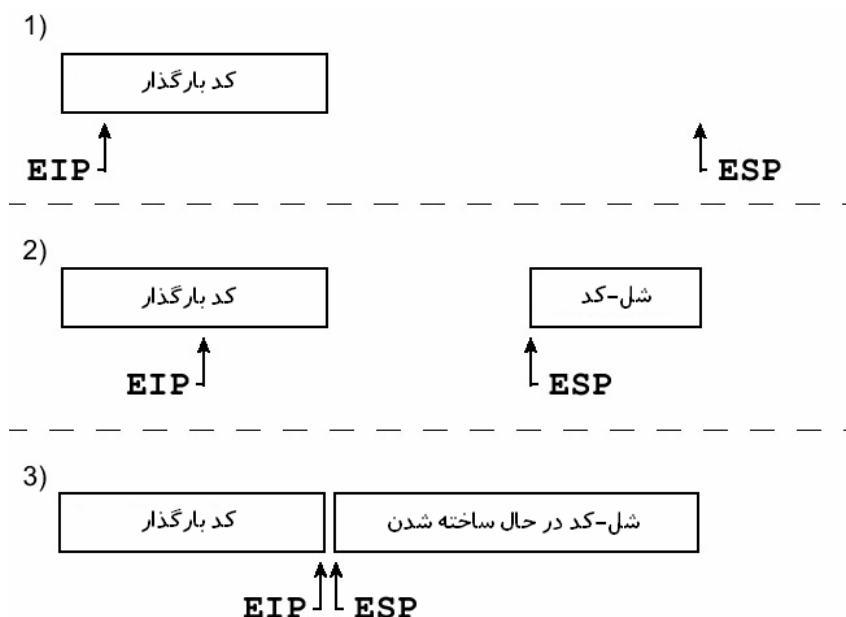 1)
کد بارگذار
EIP
ESP
2)
کد بارگذار
شل-کد
EIP
ESP
3)
کد بارگذار
شل-کد در حال ساخته شدن
EIP
ESP